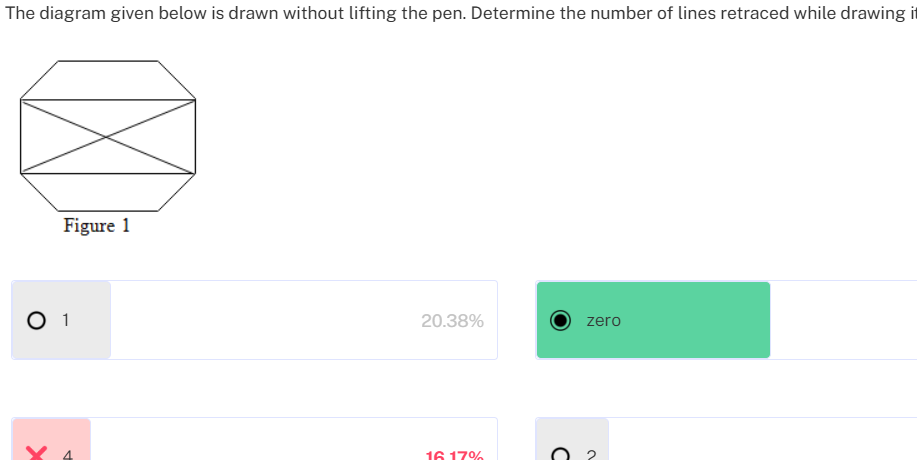 The diagram given below is drawn without lifting the pen. Determine the number of lines retraced while drawing it
Figure 1
1 20.38% zero
4 16.17% 2